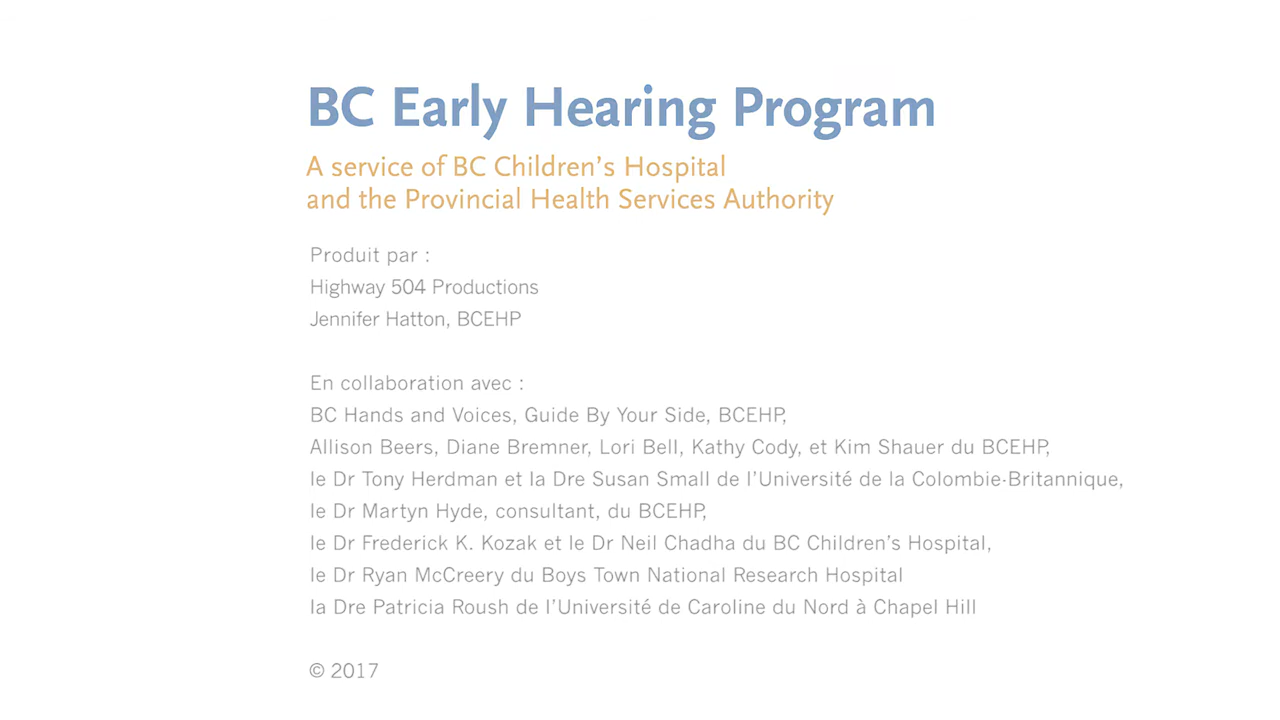 BC Early Hearing Program
A service of BC Children’s Hospital
and the Provincial Health Services Authority
Produit par :
Highway 504 Productions
Jennifer Hatton, BCEHP
En collaboration avec :
BC Hands and Voices, Guide By Your Side, BCEHP,
Allison Beers, Diane Bremner, Lori Bell, Kathy Cody, et Kim Shauer du BCEHP,
le Dr Tony Herdman et la Dre Susan Small de l’Université de la Colombie-Britannique,
le Dr Martyn Hyde, consultant, du BCEHP,
le Dr Frederick K. Kozak et le Dr Neil Chadha du BC Children’s Hospital,
le Dr Ryan McCreery du Boys Town National Research Hospital
la Dre Patricia Roush de l’Université de Caroline du Nord à Chapel Hill
© 2017